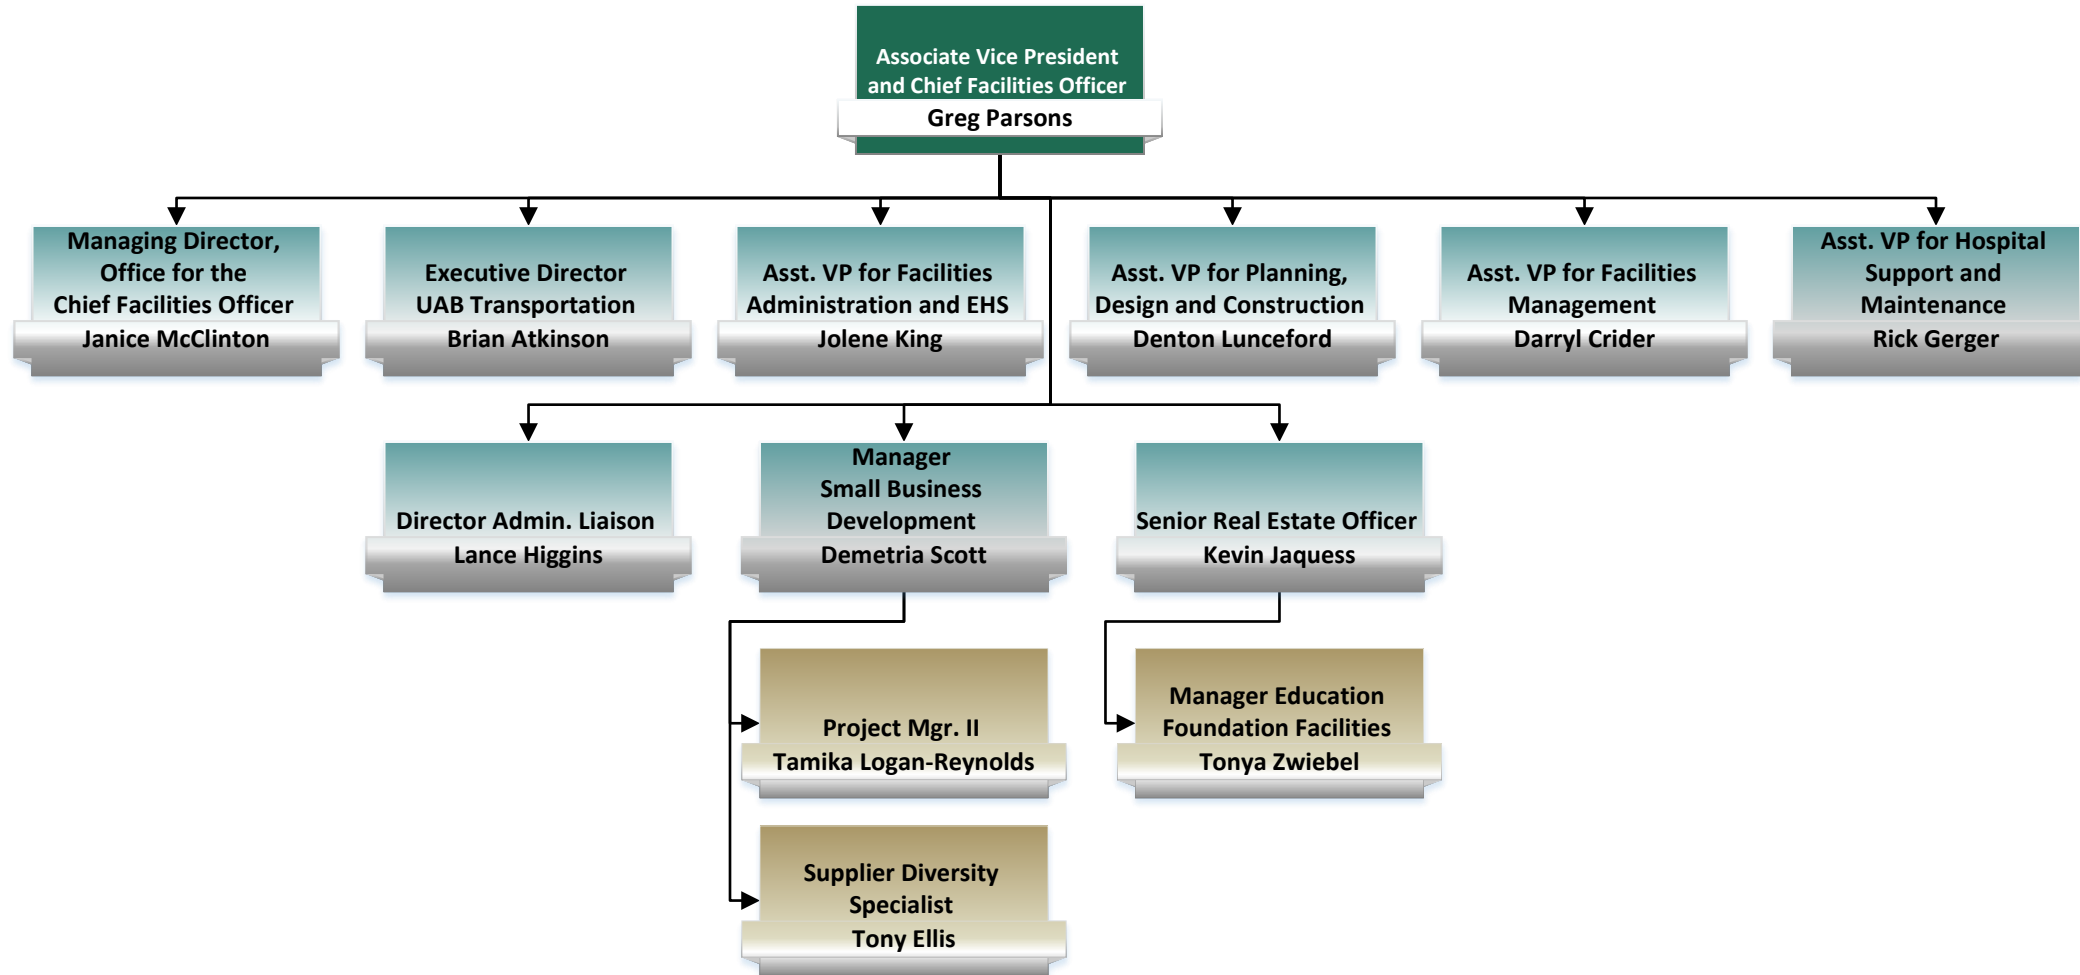 Associate Vice President
and Chief Facilities Officer
Greg Parsons
Managing Director,
Office for the
Chief Facilities Officer
Janice McClinton
Executive Director
UAB Transportation
Brian Atkinson
Asst. VP for Facilities
Administration and EHS
Jolene King
Asst. VP for Planning,
Design and Construction
Denton Lunceford
Asst. VP for Facilities
Management
Darryl Crider
Asst. VP for Hospital
Support and
Maintenance
Rick Gerger
Director Admin. Liaison
Lance Higgins
Manager
Small Business
Development
Demetria Scott
Senior Real Estate Officer
Kevin Jaquess
Project Mgr. II
Tamika Logan-Reynolds
Manager Education
Foundation Facilities
Tonya Zwiebel
Supplier Diversity
Specialist
Tony Ellis